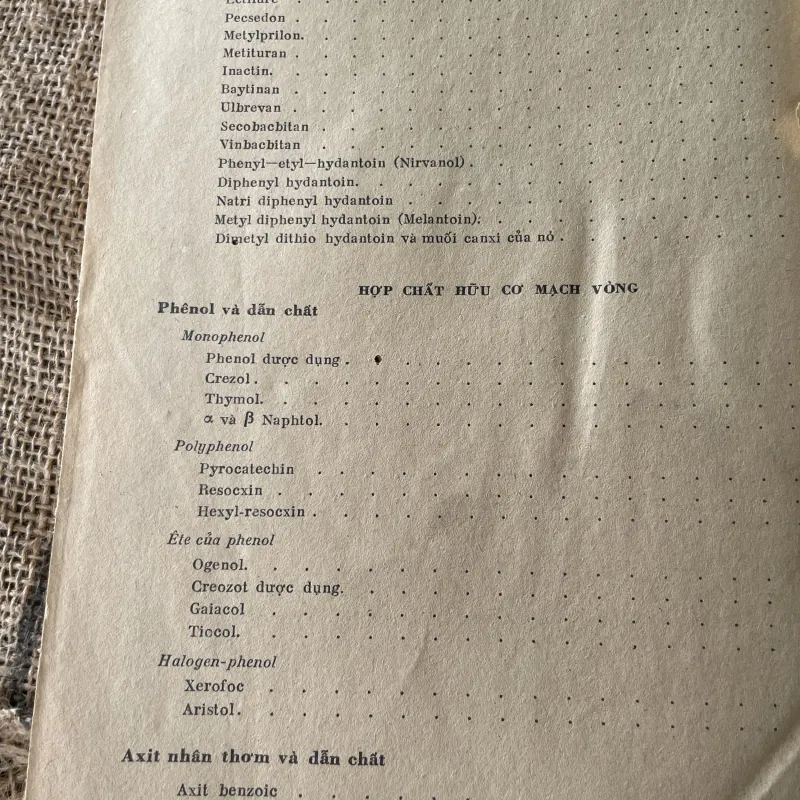 Pecsedon . . . . . . . . . . . . .
Metylprilon. . . . . . . . . . . . .
Metituran . . . . . . . . . . . . .
Inactin. . . . . . . . . . . . . .
Baytinan . . . . . . . . . . . . .
Ulbrevan . . . . . . . . . . . . .
Secobacbitan . . . . . . . . . . . .
Vinbacbitan . . . . . . . . . . . .
Phenyl—etyl—hydantoin (Nirvanol) . . . . . . . .
Diphenyl hydantoin. . . . . . . . . . . .
Natri diphenyl hydantoin . . . . . . . . . .
Metyl diphenyl hydantoin (Melantoin): . . . . . . . .
Dimetyl dithio hydantoin và muối canxi của nó . . . . . . .
HỢP CHẤT HỮU CƠ MẠCH VÒNG
Phênol và dẫn chất
Monophenol
Phenol dược dụng . . . . . . . . . . . .
Crezol . . . . . . . . . . . . . .
Thymol. . . . . . . . . . . . . .
α và β Naphtol. . . . . . . . . . . .
Polyphenol
Pyrocatechin . . . . . . . . . . . .
Resocxin . . . . . . . . . . . . .
Hexyl-resocxin . . . . . . . . . . . .
Ête của phenol
Ogenol. . . . . . . . . . . . . .
Creozot dược dụng. . . . . . . . . . .
Gaiacol . . . . . . . . . . . . .
Tiocol. . . . . . . . . . . . . .
Halogen-phenol
Xerofoc . . . . . . . . . . . . .
Aristol. . . . . . . . . . . . . .
Axit nhân thơm và dẫn chất
Axit benzoic . . . . . .